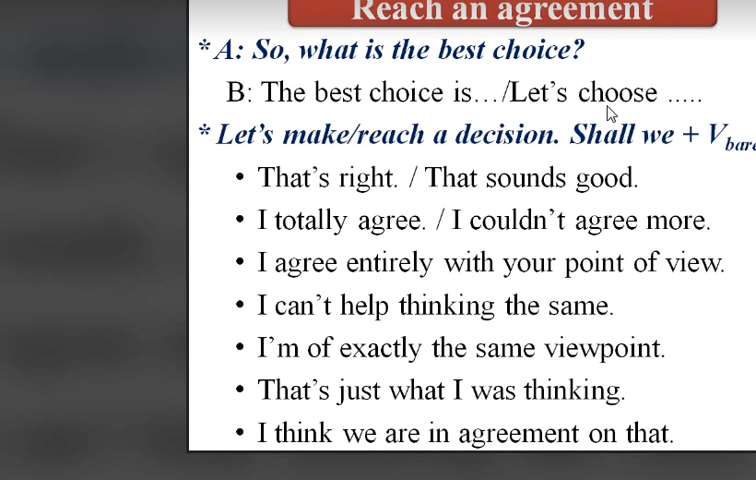 Reach an agreement
* A: So, what is the best choice?
B: The best choice is…/Let's choose .....
* Let's make/reach a decision. Shall we + Vbare
• That's right. / That sounds good.
• I totally agree. / I couldn't agree more.
• I agree entirely with your point of view.
• I can't help thinking the same.
• I'm of exactly the same viewpoint.
• That's just what I was thinking.
• I think we are in agreement on that.